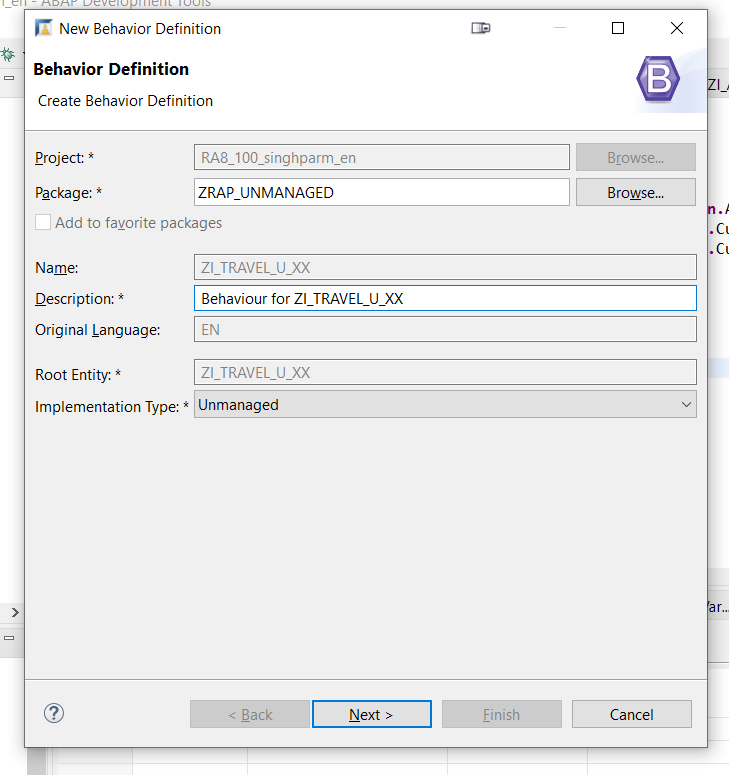 l_en - ABAP Development Tools
New Behavior Definition
Behavior Definition
Create Behavior Definition
B
ZI_A
Project: *
RA8_100_singhparm_en
Browse...
Package: *
ZRAP_UNMANAGED
Browse...
n.A
Add to favorite packages
.Cu
.Cu
Name:
ZI_TRAVEL_U_XX
Description: *
Behaviour for ZI_TRAVEL_U_XX
Original Language:
EN
Root Entity: *
ZI_TRAVEL_U_XX
Implementation Type: *
Unmanaged
Var...
?
< Back
Next >
Finish
Cancel